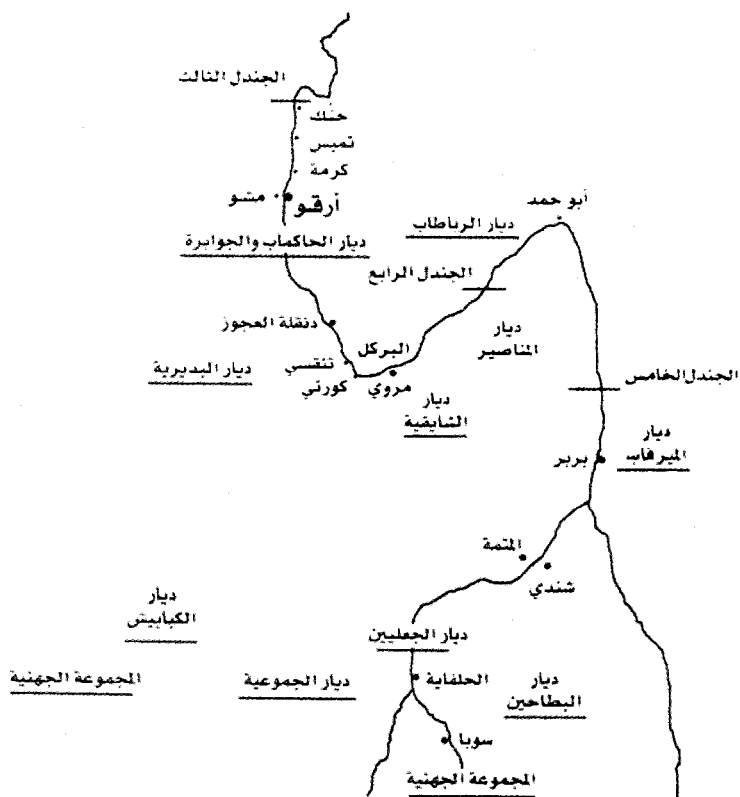 الجندل الثالث
حنك
تميس
كرمة
مشو
أرقو
أبو حمد
ديار الرباطاب
ديار الحاكماب والجوابرة
الجندل الرابع
دنقلة العجوز
ديار
المناصير
البركل
تنقسي
ديار البديرية
كورتي
مروي
الجندل الخامس
ديار
الشايقية
ديار
الميرفاب
بربر
المتمة
شندي
ديار
الكبابيش
ديار الجعليين
المجموعة الجهنية
ديار الجموعية
الحلفاية
ديار
البطاحين
سوبا
المجموعة الجهنية